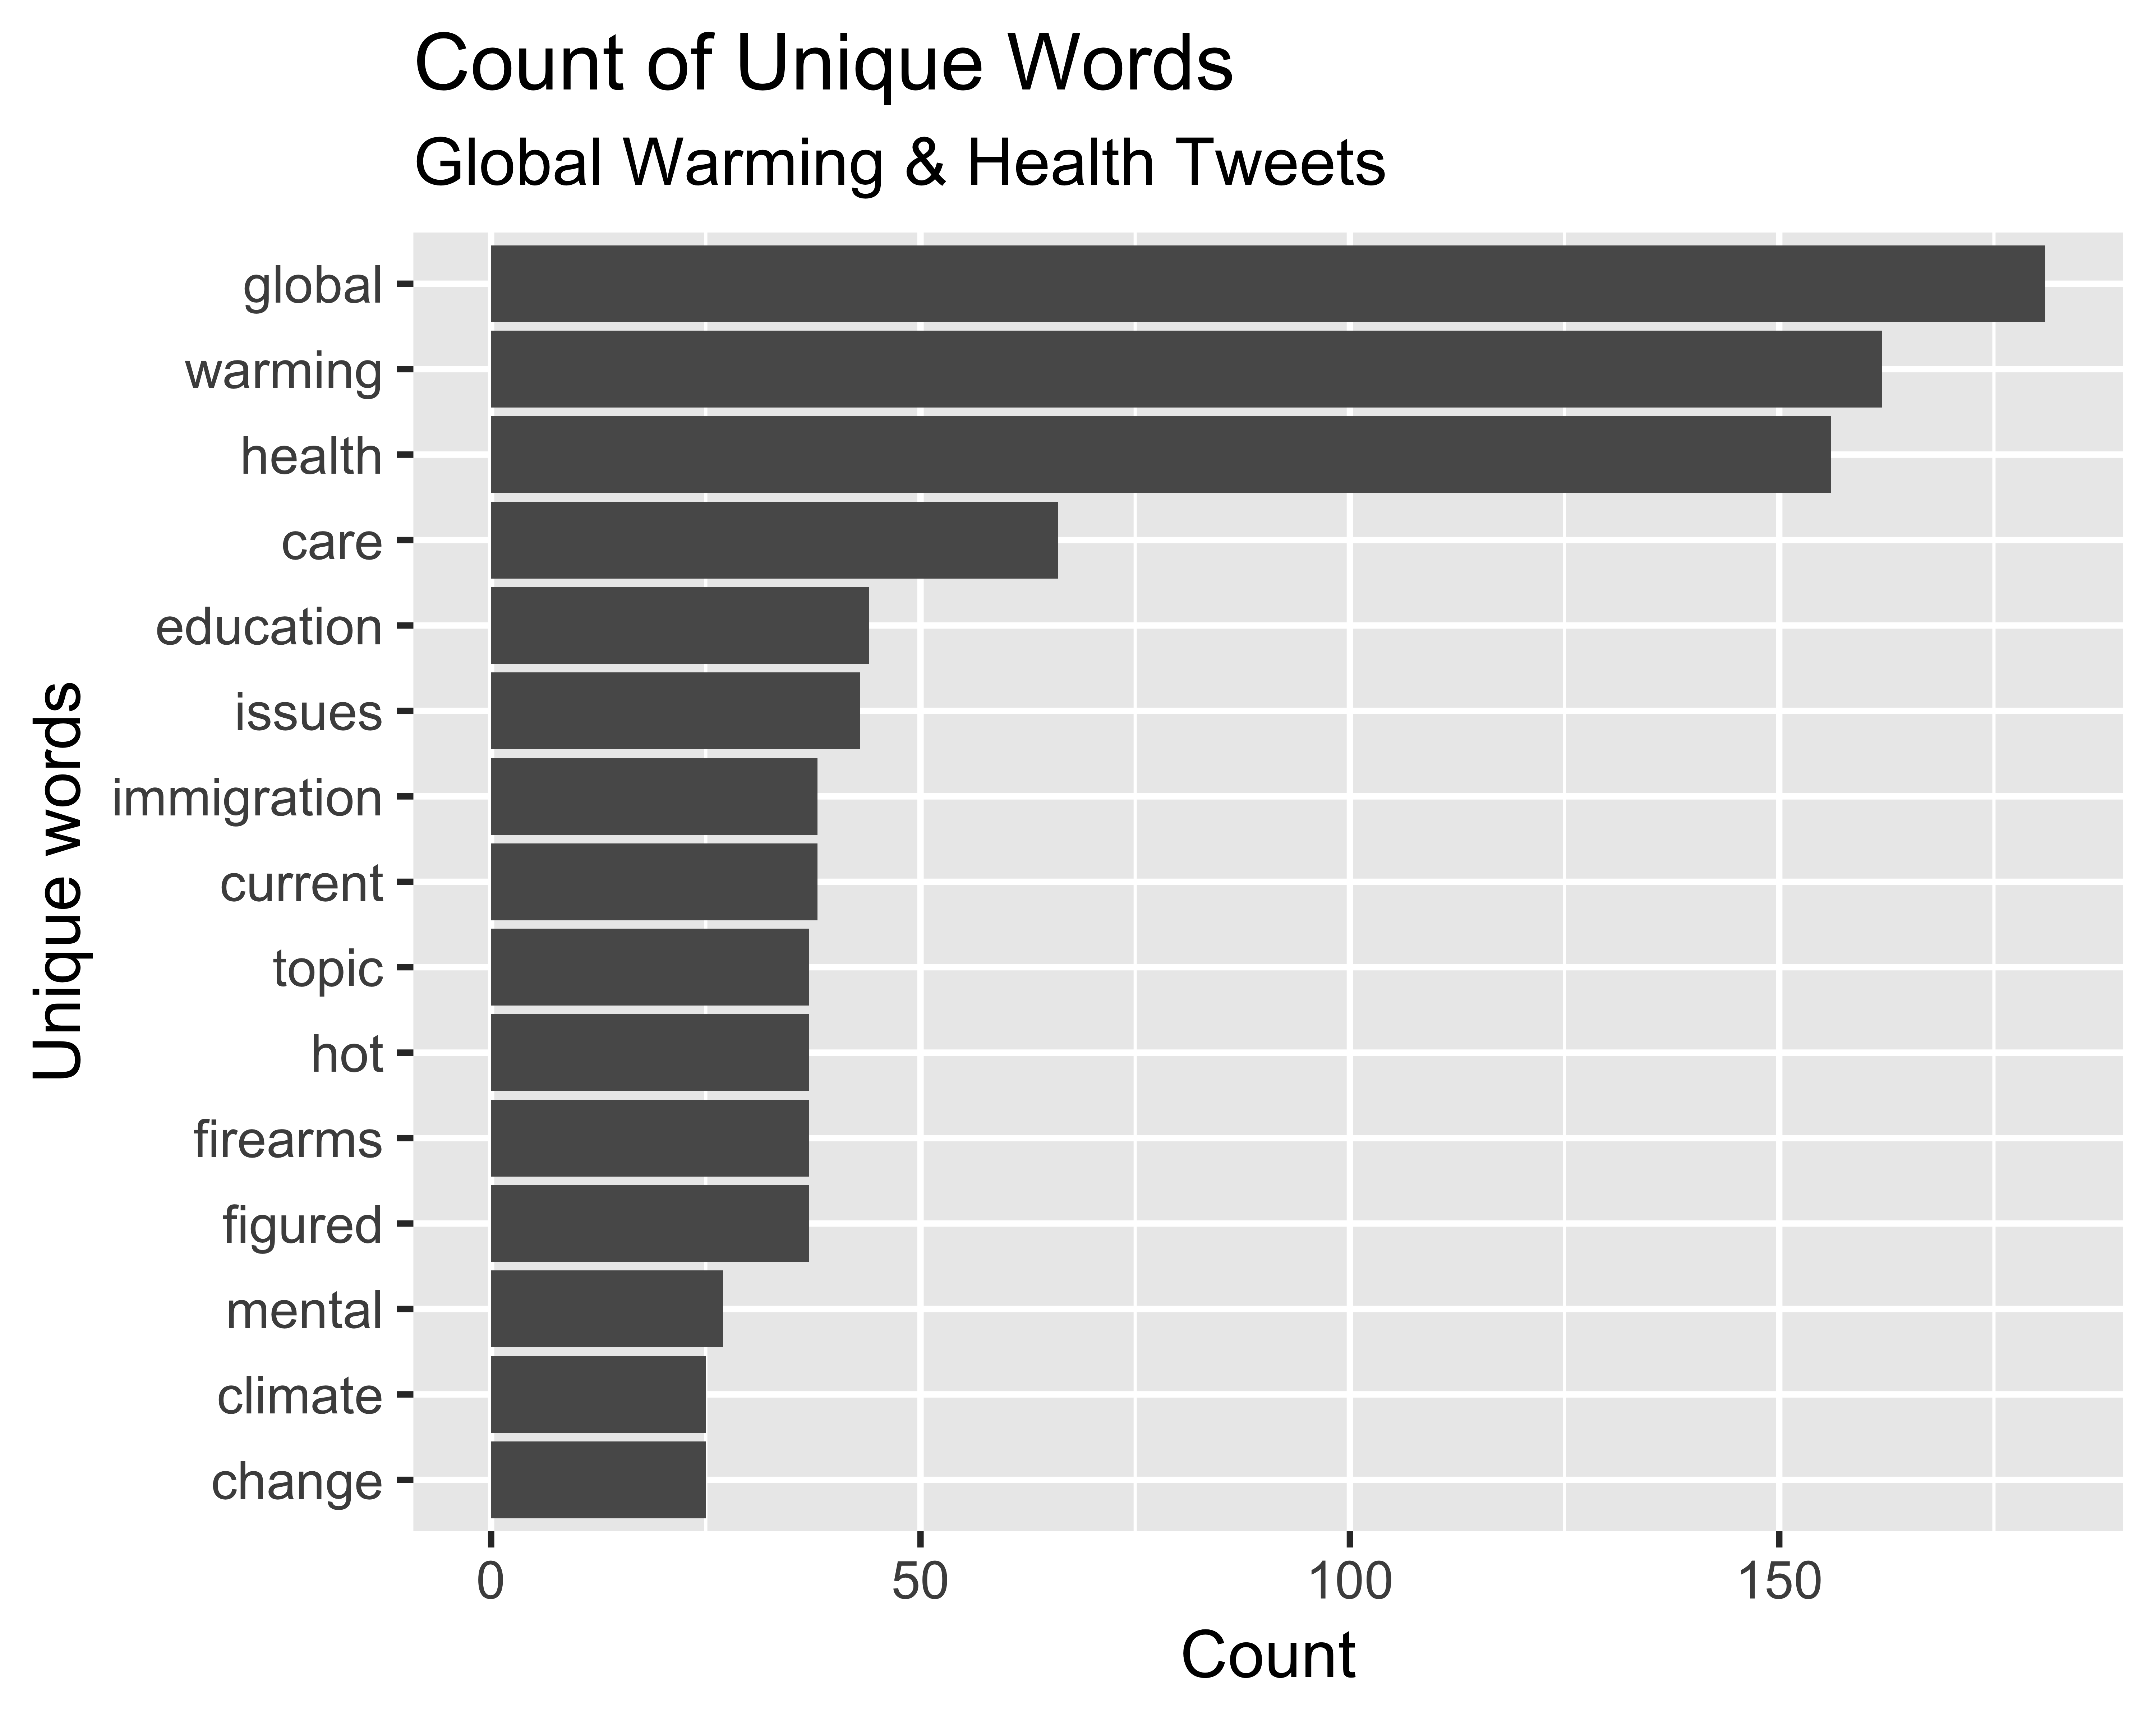 Count of Unique Words
Global Warming & Health Tweets
Unique words
global
warming
health
care
education
issues
immigration
current
topic
hot
firearms
figured
mental
climate
change
0 50 100 150
Count